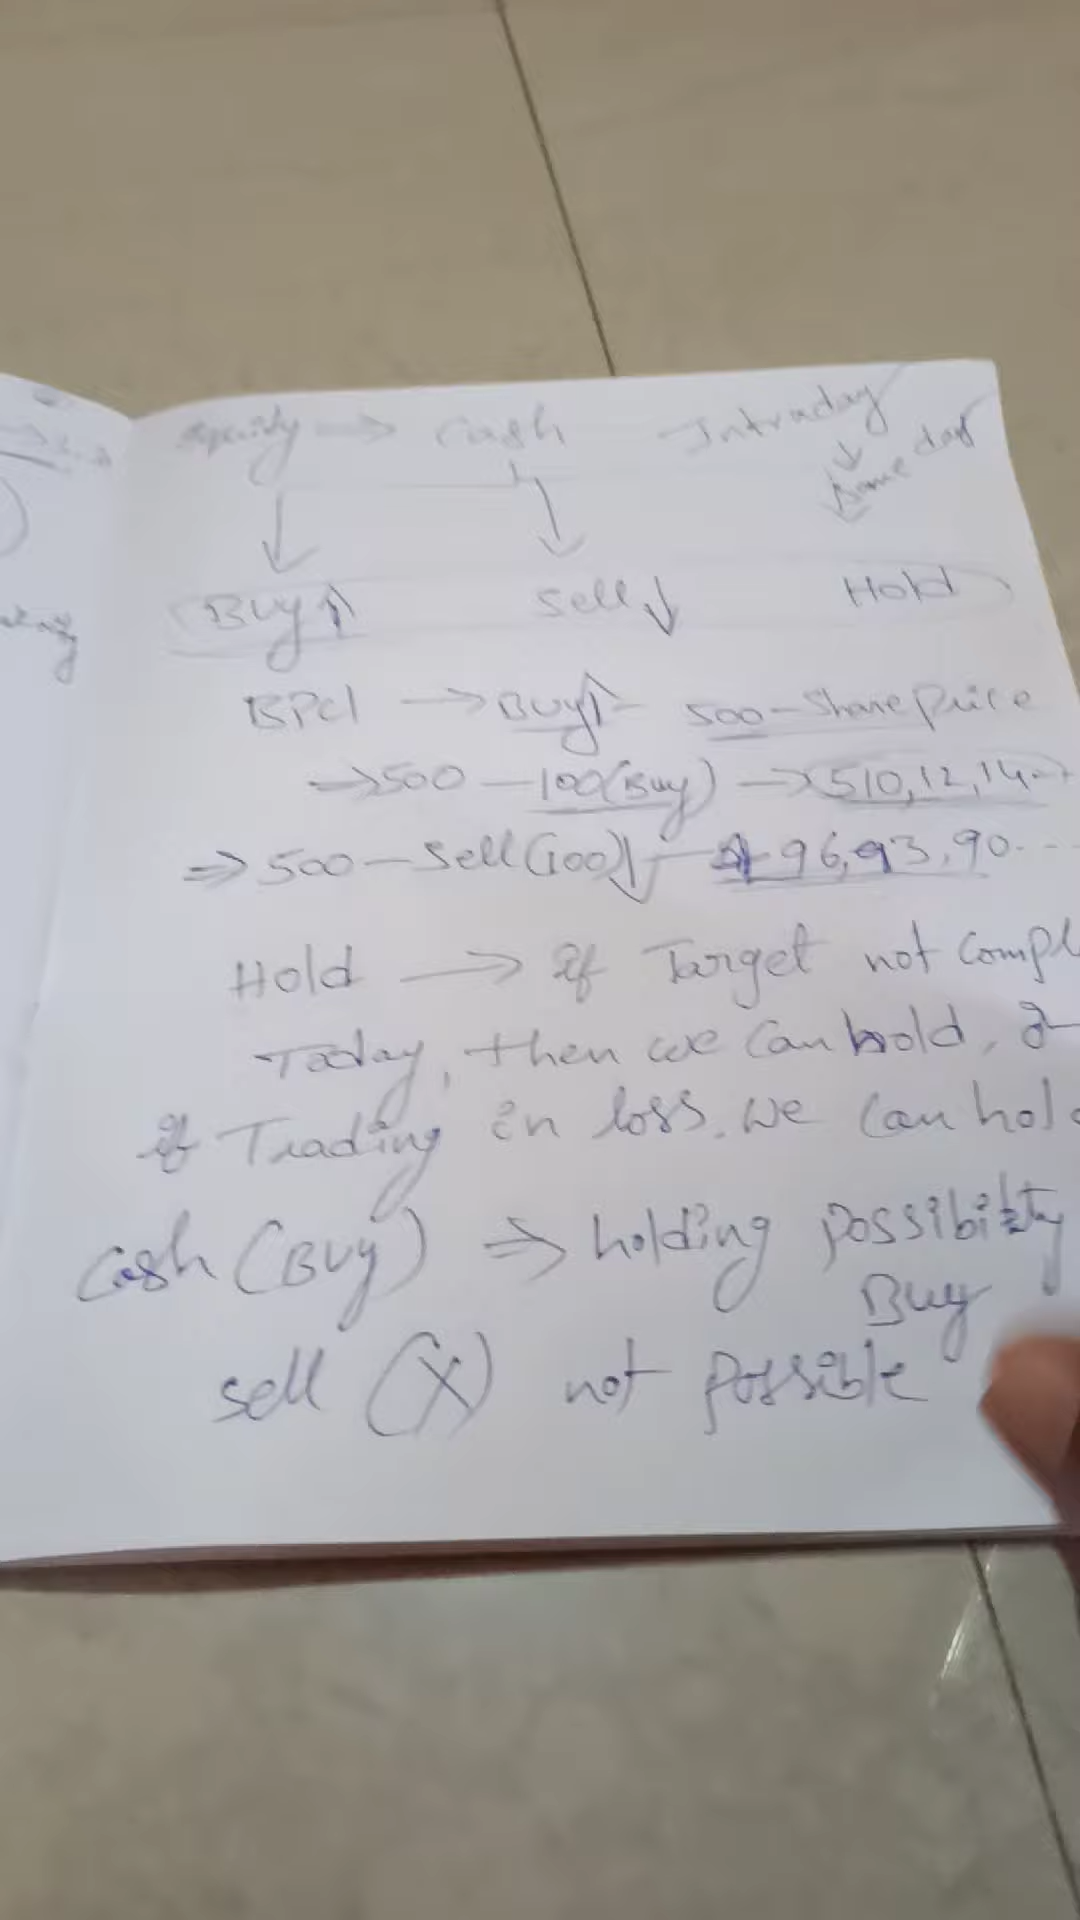 Equity → Cash Intraday
↓
Same day
Buy ↑ Sell ↓ Hold
BPCl → Buy↑ - 500 - Share Price
→ 500 - 100 (Buy) → 510, 12, 14
⇒ 500 - Sell (100) ↓ - 96, 93, 90...
Hold → if Target not Compl
Today, then we Can hold,
if Trading in loss. we Can hol
Cash (Buy) ⇒ holding possibility
Buy
sell (X) not possible